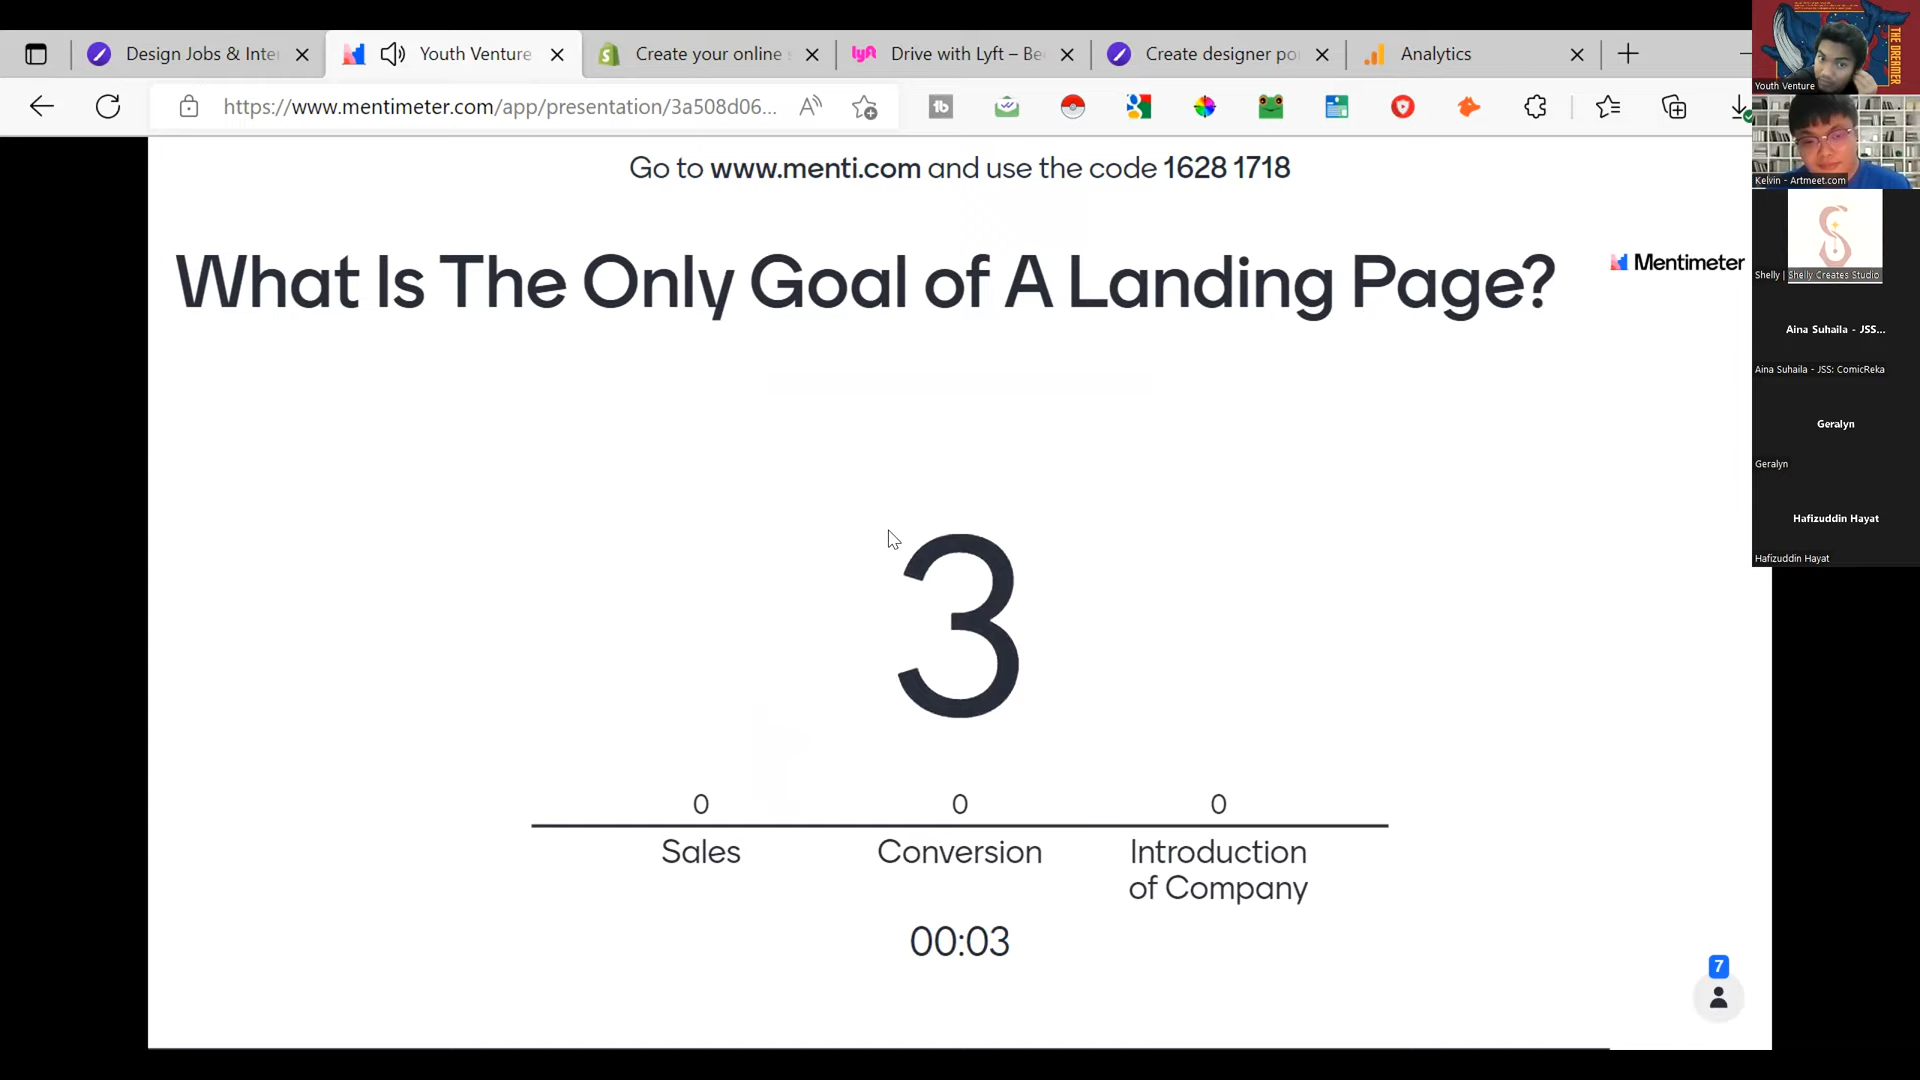 Design Jobs & Inte
Youth Venture
Create your online s
Drive with Lyft – Be
Create designer po
Analytics
https://www.mentimeter.com/app/presentation/3a508d06...
Go to www.menti.com and use the code 1628 1718
What Is The Only Goal of A Landing Page?
Mentimeter
3
0
0
0
Sales
Conversion
Introduction
of Company
00:03
7
THE DREAMER
Youth Venture
Kelvin - Artmeet.com
Shelly | Shelly Creates Studio
Aina Suhaila - JSS...
Aina Suhaila - JSS: ComicReka
Geralyn
Geralyn
Hafizuddin Hayat
Hafizuddin Hayat